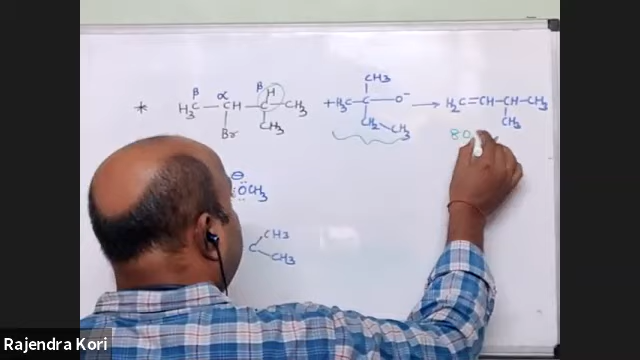 CH3
β α β H
* H3C — CH — C — CH3 + H3C — C — O⁻ → H2C=CH–CH–CH3
Br CH3 CH2 CH3 CH3
80
⊖
:ÖCH3
CH3
C
CH3
Rajendra Kori